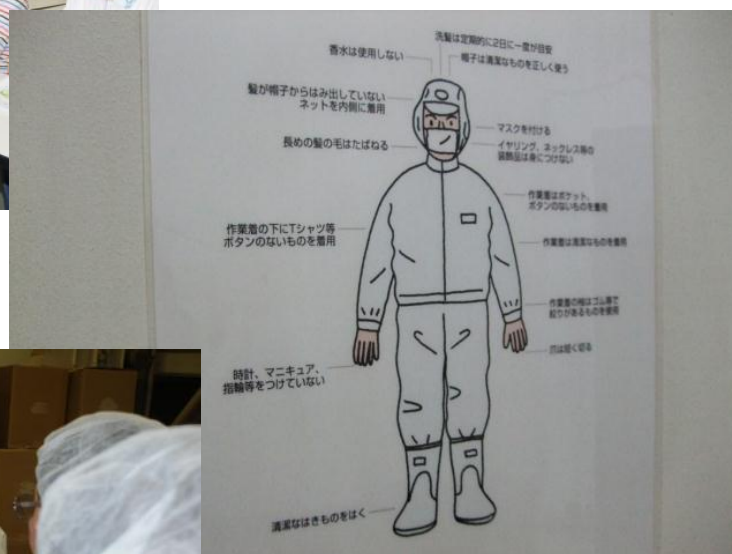 洗髪は定期的に2日に一度が目安
香水は使用しない
帽子は清潔なものを正しく使う
髪が帽子からはみ出していない
ネットを内側に着用
マスクを付ける
長めの髪の毛はたばねる
イヤリング、ネックレス等の
装飾品は身につけない
作業着はポケット、
ボタンのないものを着用
作業着の下にTシャツ等
ボタンのないものを着用
作業着は清潔なものを着用
作業着の袖はゴム等で
絞りがあるものを使用
爪は短く切る
時計、マニキュア、
指輪等をつけていない
清潔なはきものをはく